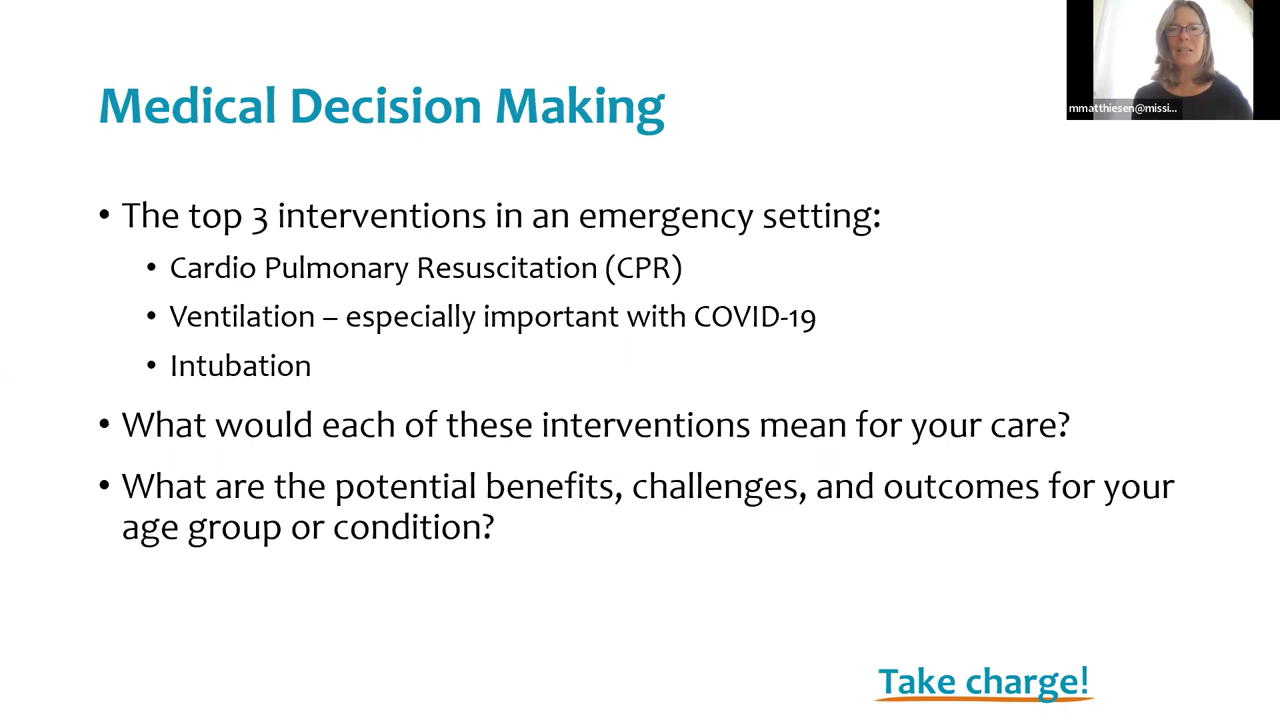 mmatthiesen@missi...
Medical Decision Making
• The top 3 interventions in an emergency setting:
• Cardio Pulmonary Resuscitation (CPR)
• Ventilation – especially important with COVID-19
• Intubation
• What would each of these interventions mean for your care?
• What are the potential benefits, challenges, and outcomes for your
age group or condition?
Take charge!